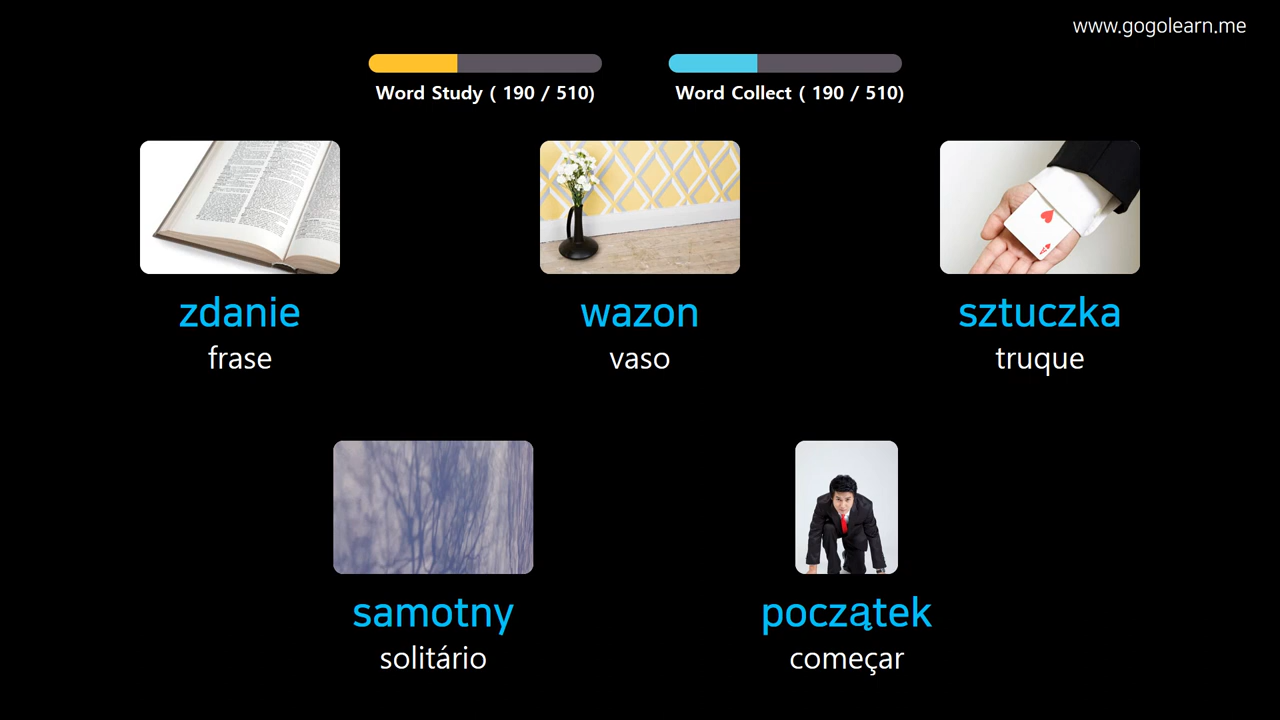 www.gogolearn.me
Word Study ( 190 / 510)
Word Collect ( 190 / 510)
zdanie
frase
wazon
vaso
sztuczka
truque
samotny
solitário
początek
começar